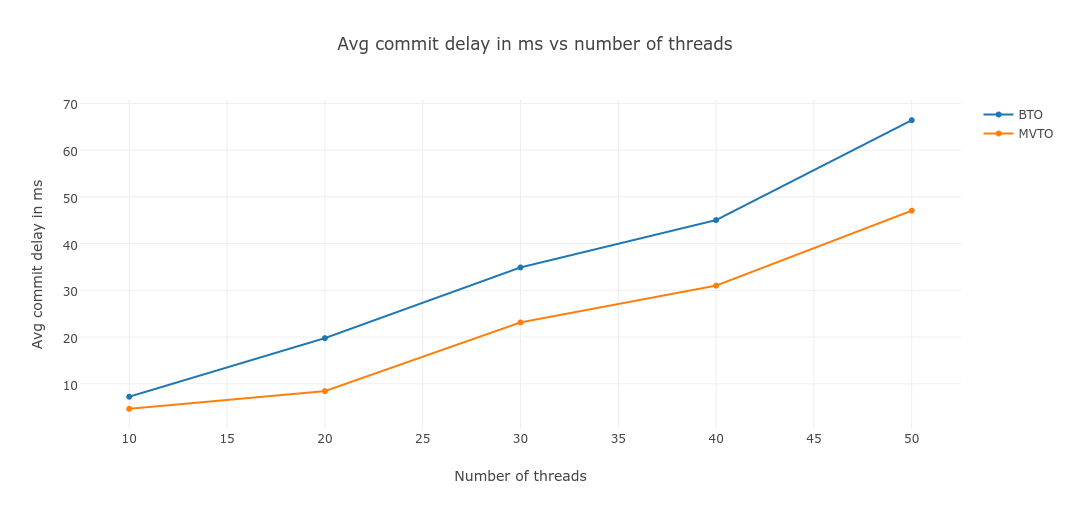 Avg commit delay in ms vs number of threads
BTO
MVTO
Avg commit delay in ms
70
60
50
40
30
20
10
10 15 20 25 30 35 40 45 50
Number of threads